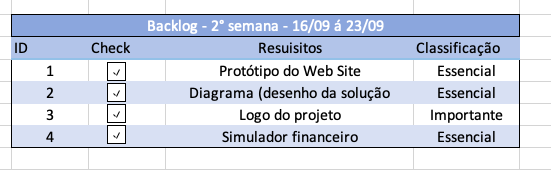 Backlog - 2° semana - 16/09 á 23/09
ID Check Resuisitos Classificação
1 ✓ Protótipo do Web Site Essencial
2 ✓ Diagrama (desenho da solução Essencial
3 ✓ Logo do projeto Importante
4 ✓ Simulador financeiro Essencial